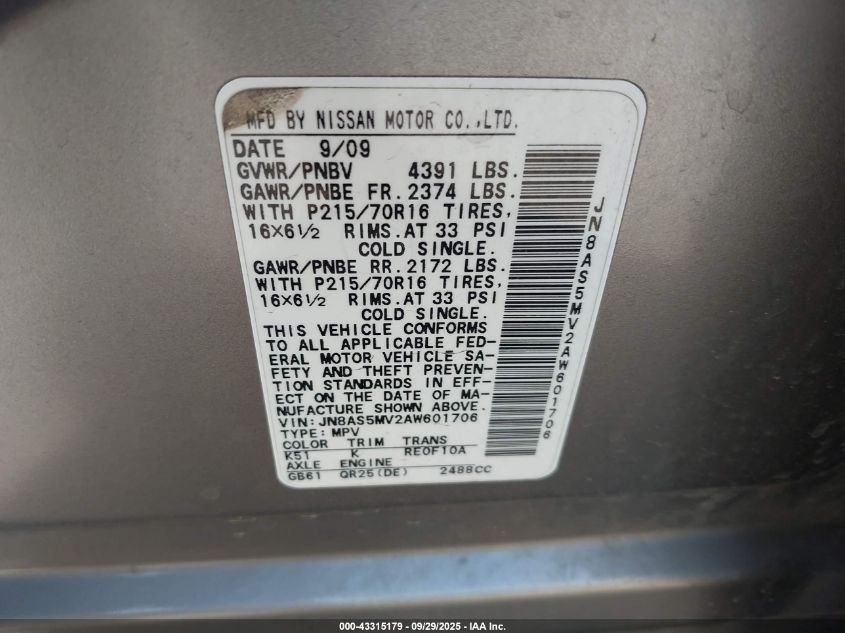 MFD BY NISSAN MOTOR CO.,LTD.
DATE 9/09
GVWR/PNBV 4391 LBS.
GAWR/PNBE FR. 2374 LBS.
WITH P215/70R16 TIRES,
16X6½ RIMS. AT 33 PSI
COLD SINGLE.
GAWR/PNBE RR. 2172 LBS.
WITH P215/70R16 TIRES,
16X6½ RIMS. AT 33 PSI
COLD SINGLE.
THIS VEHICLE CONFORMS
TO ALL APPLICABLE FED-
ERAL MOTOR VEHICLE SA-
FETY AND THEFT PREVEN-
TION STANDARDS IN EFF-
ECT ON THE DATE OF MA-
NUFACTURE SHOWN ABOVE.
VIN: JN8AS5MV2AW601706
TYPE: MPV
COLOR TRIM TRANS
K51 K RE0F10A
AXLE ENGINE
GB61 QR25(DE) 2488CC
JN8AS5MV2AW601706
000-43315179 - 09/29/2025 - IAA Inc.